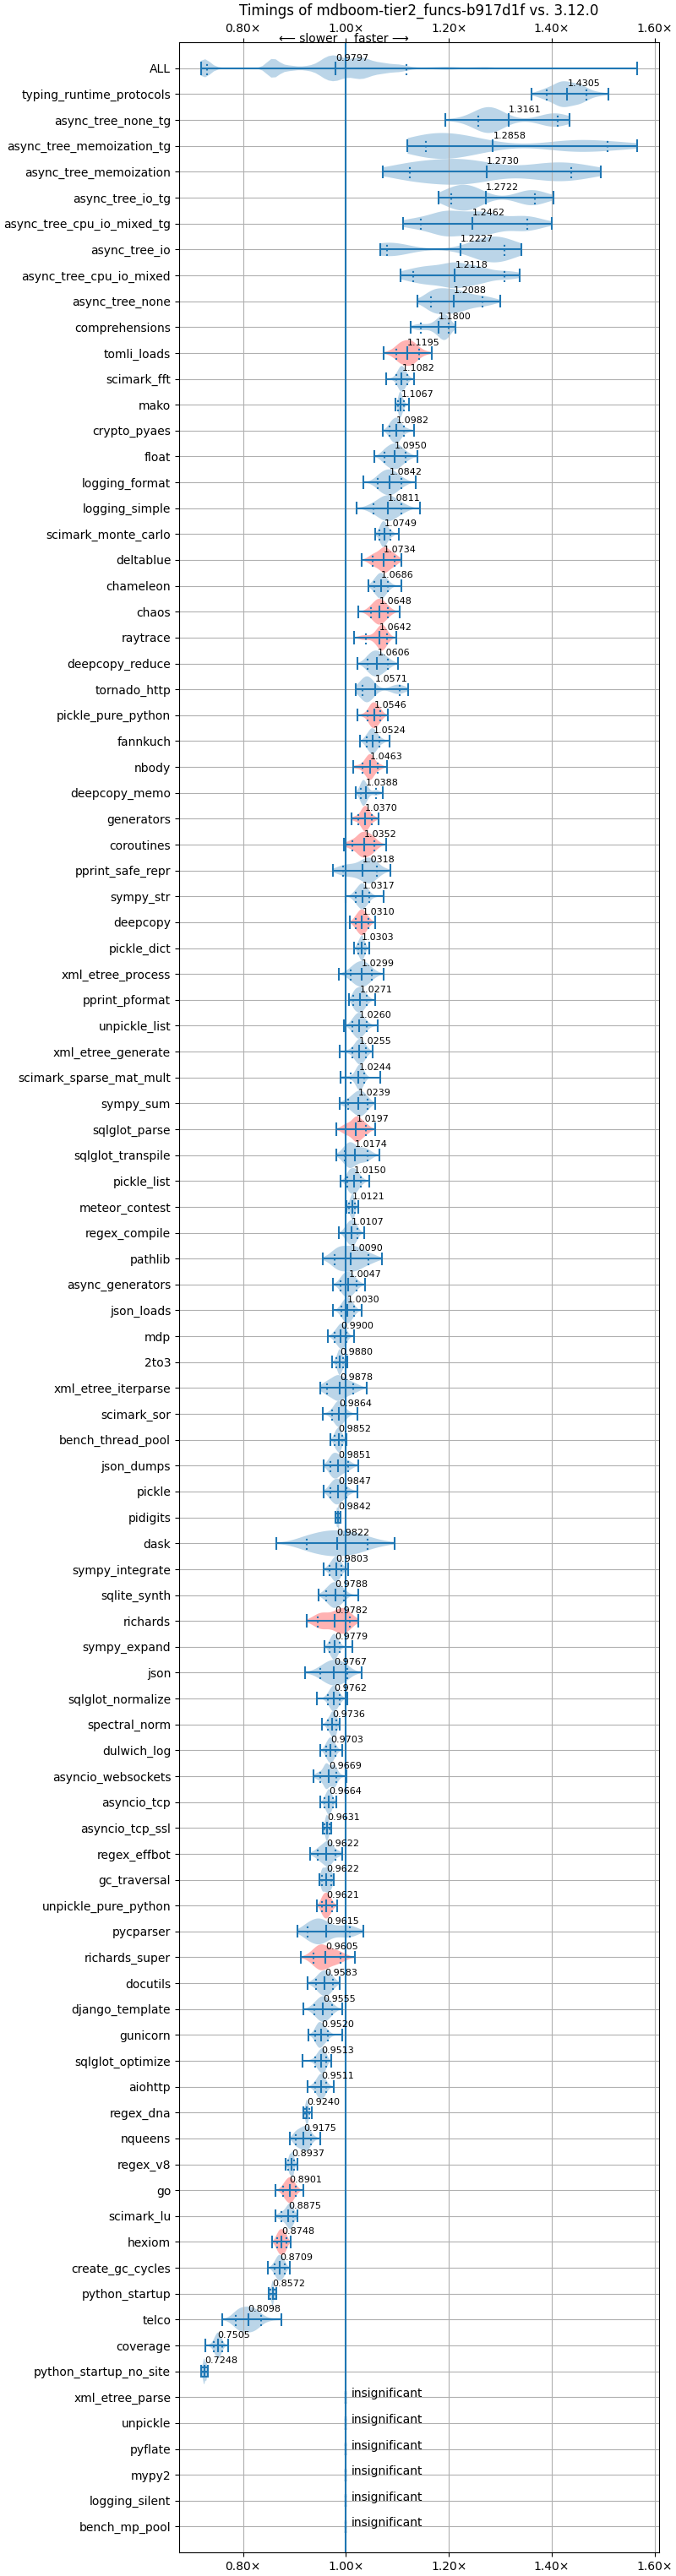 Timings of mdboom-tier2_funcs-b917d1f vs. 3.12.0
0.80× 1.00× 1.20× 1.40× 1.60×
⟵ slower faster ⟶
ALL 0.9797
typing_runtime_protocols 1.4305
async_tree_none_tg 1.3161
async_tree_memoization_tg 1.2858
async_tree_memoization 1.2730
async_tree_io_tg 1.2722
async_tree_cpu_io_mixed_tg 1.2462
async_tree_io 1.2227
async_tree_cpu_io_mixed 1.2118
async_tree_none 1.2088
comprehensions 1.1800
tomli_loads 1.1195
scimark_fft 1.1082
mako 1.1067
crypto_pyaes 1.0982
float 1.0950
logging_format 1.0842
logging_simple 1.0811
scimark_monte_carlo 1.0749
deltablue 1.0734
chameleon 1.0686
chaos 1.0648
raytrace 1.0642
deepcopy_reduce 1.0606
tornado_http 1.0571
pickle_pure_python 1.0546
fannkuch 1.0524
nbody 1.0463
deepcopy_memo 1.0388
generators 1.0370
coroutines 1.0352
pprint_safe_repr 1.0318
sympy_str 1.0317
deepcopy 1.0310
pickle_dict 1.0303
xml_etree_process 1.0299
pprint_pformat 1.0271
unpickle_list 1.0260
xml_etree_generate 1.0255
scimark_sparse_mat_mult 1.0244
sympy_sum 1.0239
sqlglot_parse 1.0197
sqlglot_transpile 1.0174
pickle_list 1.0150
meteor_contest 1.0121
regex_compile 1.0107
pathlib 1.0090
async_generators 1.0047
json_loads 1.0030
mdp 0.9900
2to3 0.9880
xml_etree_iterparse 0.9878
scimark_sor 0.9864
bench_thread_pool 0.9852
json_dumps 0.9851
pickle 0.9847
pidigits 0.9842
dask 0.9822
sympy_integrate 0.9803
sqlite_synth 0.9788
richards 0.9782
sympy_expand 0.9779
json 0.9767
sqlglot_normalize 0.9762
spectral_norm 0.9736
dulwich_log 0.9703
asyncio_websockets 0.9669
asyncio_tcp 0.9664
asyncio_tcp_ssl 0.9631
regex_effbot 0.9622
gc_traversal 0.9622
unpickle_pure_python 0.9621
pycparser 0.9615
richards_super 0.9605
docutils 0.9583
django_template 0.9555
gunicorn 0.9520
sqlglot_optimize 0.9513
aiohttp 0.9511
regex_dna 0.9240
nqueens 0.9175
regex_v8 0.8937
go 0.8901
scimark_lu 0.8875
hexiom 0.8748
create_gc_cycles 0.8709
python_startup 0.8572
telco 0.8098
coverage 0.7505
python_startup_no_site 0.7248
xml_etree_parse insignificant
unpickle insignificant
pyflate insignificant
mypy2 insignificant
logging_silent insignificant
bench_mp_pool insignificant
0.80× 1.00× 1.20× 1.40× 1.60×